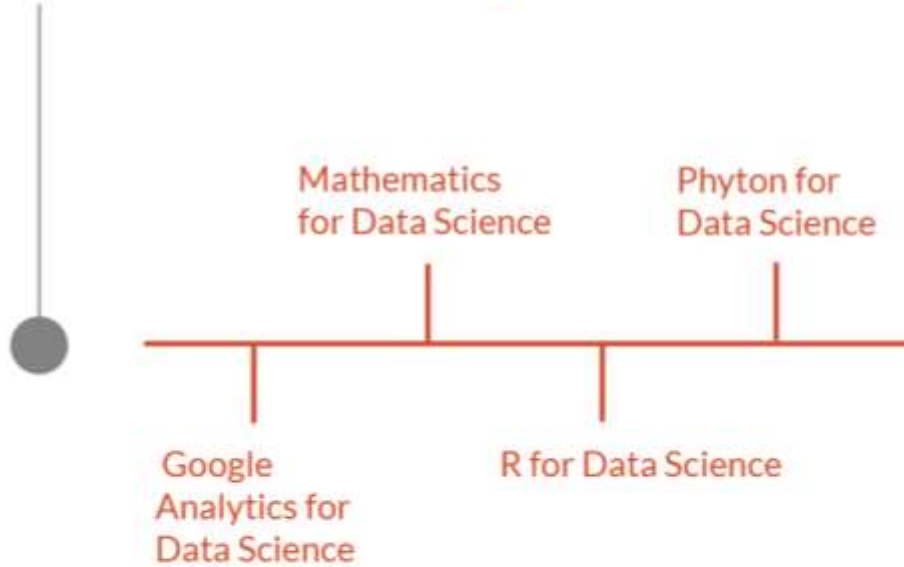 Mathematics
for Data Science
Phyton for
Data Science
Google
Analytics for
Data Science
R for Data Science